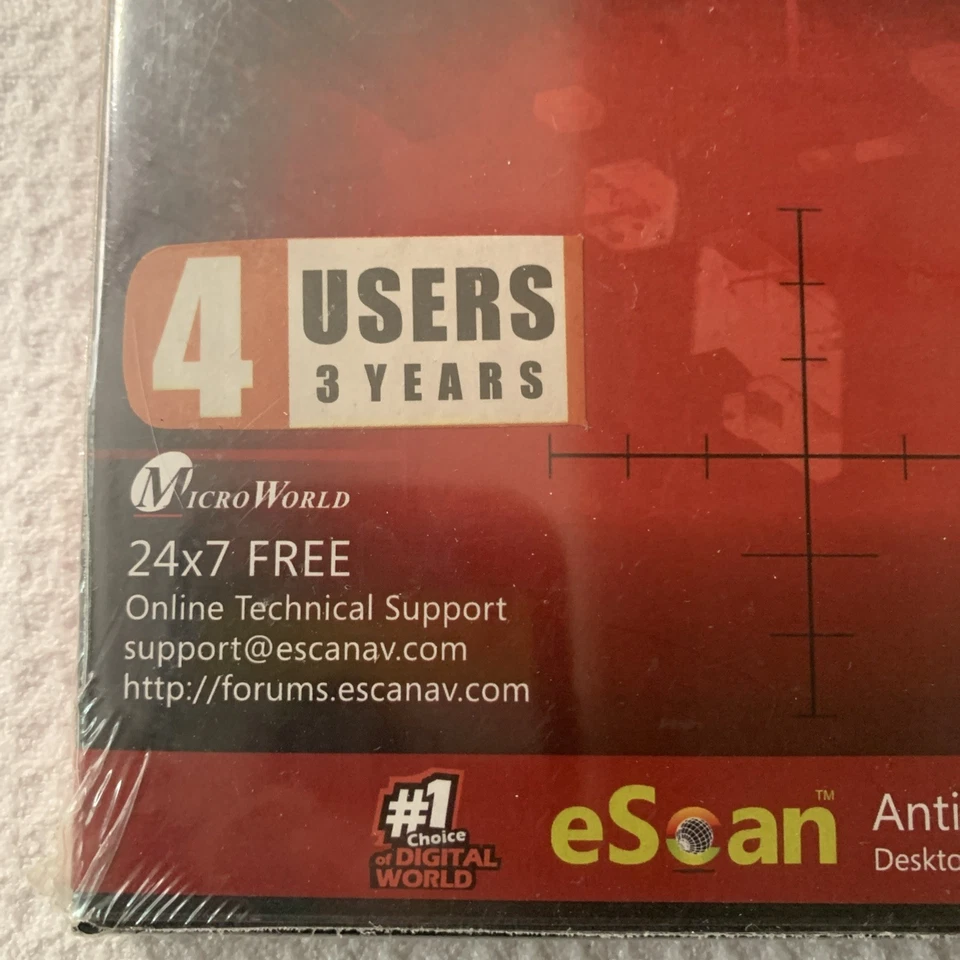 4 USERS
3 YEARS
MICROWORLD
24x7 FREE
Online Technical Support
support@escanav.com
http://forums.escanav.com
#1
Choice
of DIGITAL
WORLD
eScan™ Anti
Deskto